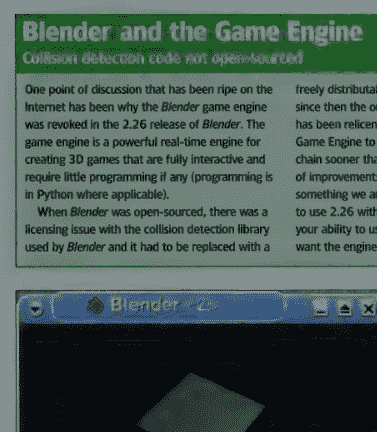 Blender and the Game Engine
Collision detection code not open-sourced
One point of discussion that has been ripe on the
Internet has been why the Blender game engine
was revoked in the 2.26 release of Blender. The
game engine is a powerful real-time engine for
creating 3D games that are fully interactive and
require little programming if any (programming is
in Python where applicable).
When Blender was open-sourced, there was a
licensing issue with the collision detection library
used by Blender and it had to be replaced with a
freely distributa
since then the o
has been relicen
Game Engine to
chain sooner tha
of improvement
something we a
to use 2.26 with
your ability to u
want the engine
Blender